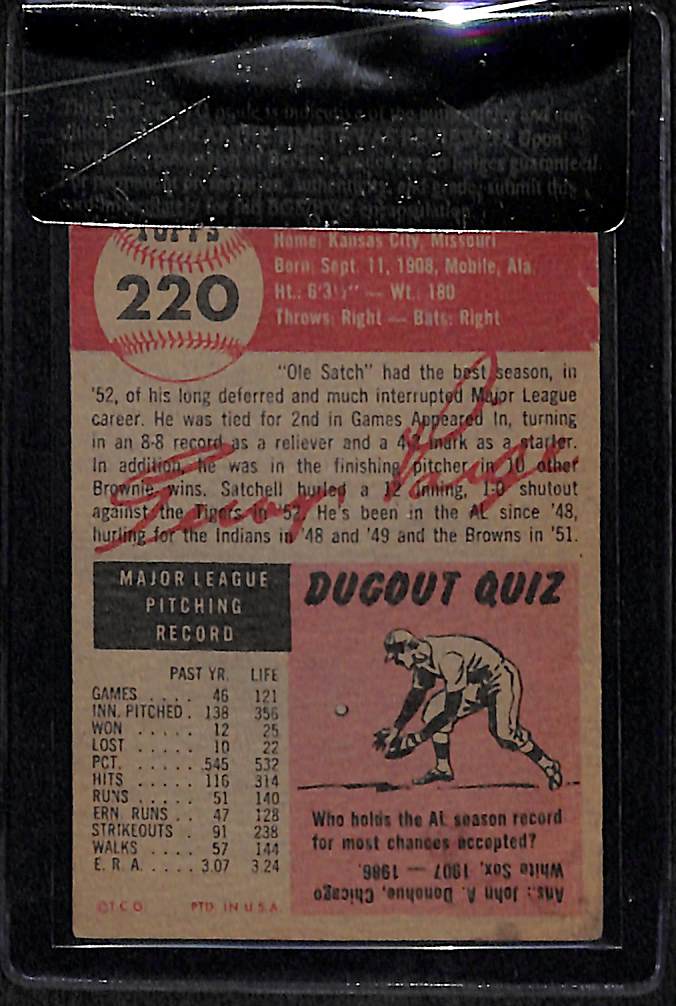 TOPPS
220
Home: Kansas City, Missouri
Born: Sept. 11, 1908, Mobile, Ala.
Ht.: 6'3½" — Wt.: 180
Throws: Right — Bats: Right
"Ole Satch" had the best season, in
'52, of his long deferred and much interrupted Major League
career. He was tied for 2nd in Games Appeared In, turning
in an 8-8 record as a reliever and a 4-2 mark as a starter.
In addition, he was in the finishing pitcher in 10 other
Brownie wins. Satchell hurled a 12 inning, 1-0 shutout
against the Tigers in '52. He's been in the AL since '48,
hurling for the Indians in '48 and '49 and the Browns in '51.
MAJOR LEAGUE
PITCHING
RECORD
PAST YR. LIFE
GAMES . . . . 46 121
INN. PITCHED . 138 356
WON . . . . . 12 25
LOST . . . . . 10 22
PCT. . . . . . .545 .532
HITS . . . . . 116 314
RUNS . . . . . 51 140
ERN. RUNS . . 47 128
STRIKEOUTS . 91 238
WALKS . . . . 57 144
E. R. A. . . . . 3.07 3.24
©T.C.G. PTD. IN U.S.A.
DUGOUT QUIZ
Who holds the AL season record
for most chances accepted?
Ans.: John A. Donohue, Chicago
White Sox, 1907 — 1986.